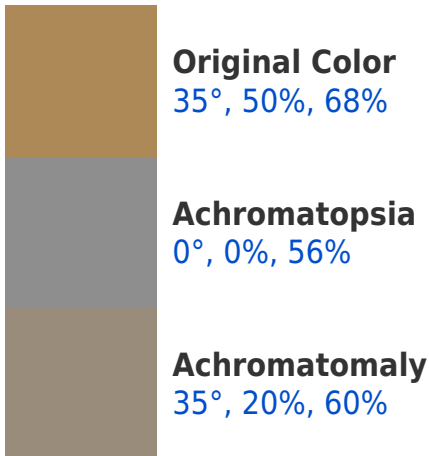 Original Color
35°, 50%, 68%
Achromatopsia
0°, 0%, 56%
Achromatomaly
35°, 20%, 60%